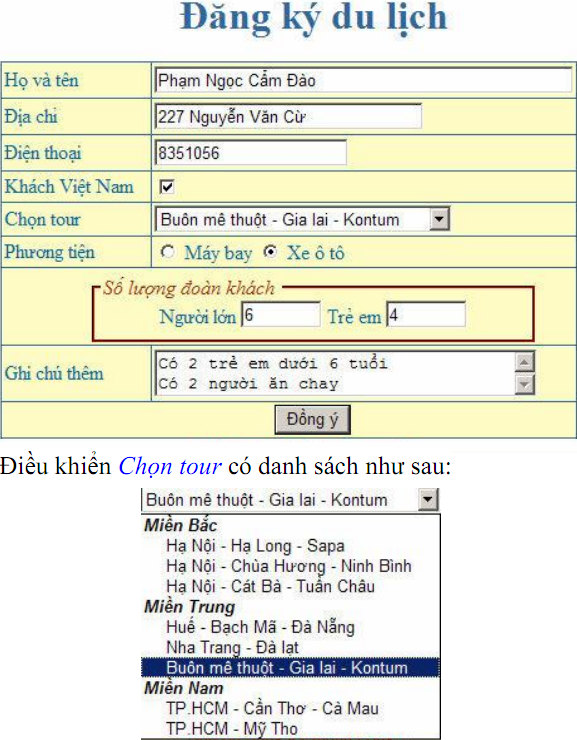 Đăng ký du lịch
Họ và tên Phạm Ngọc Cẩm Đào
Địa chỉ 227 Nguyễn Văn Cừ
Điện thoại 8351056
Khách Việt Nam
Chọn tour Buôn mê thuột - Gia lai - Kontum
Phương tiện Máy bay Xe ô tô
Số lượng đoàn khách
Người lớn 6 Trẻ em 4
Ghi chú thêm Có 2 trẻ em dưới 6 tuổi
Có 2 người ăn chay
Đồng ý
Điều khiển Chọn tour có danh sách như sau:
Buôn mê thuột - Gia lai - Kontum
Miền Bắc
Hạ Nội - Hạ Long - Sapa
Hạ Nội - Chùa Hương - Ninh Bình
Hạ Nội - Cát Bà - Tuần Châu
Miền Trung
Huế - Bạch Mã - Đà Nẵng
Nha Trang - Đà lạt
Buôn mê thuột - Gia lai - Kontum
Miền Nam
TP.HCM - Cần Thơ - Cà Mau
TP.HCM - Mỹ Tho